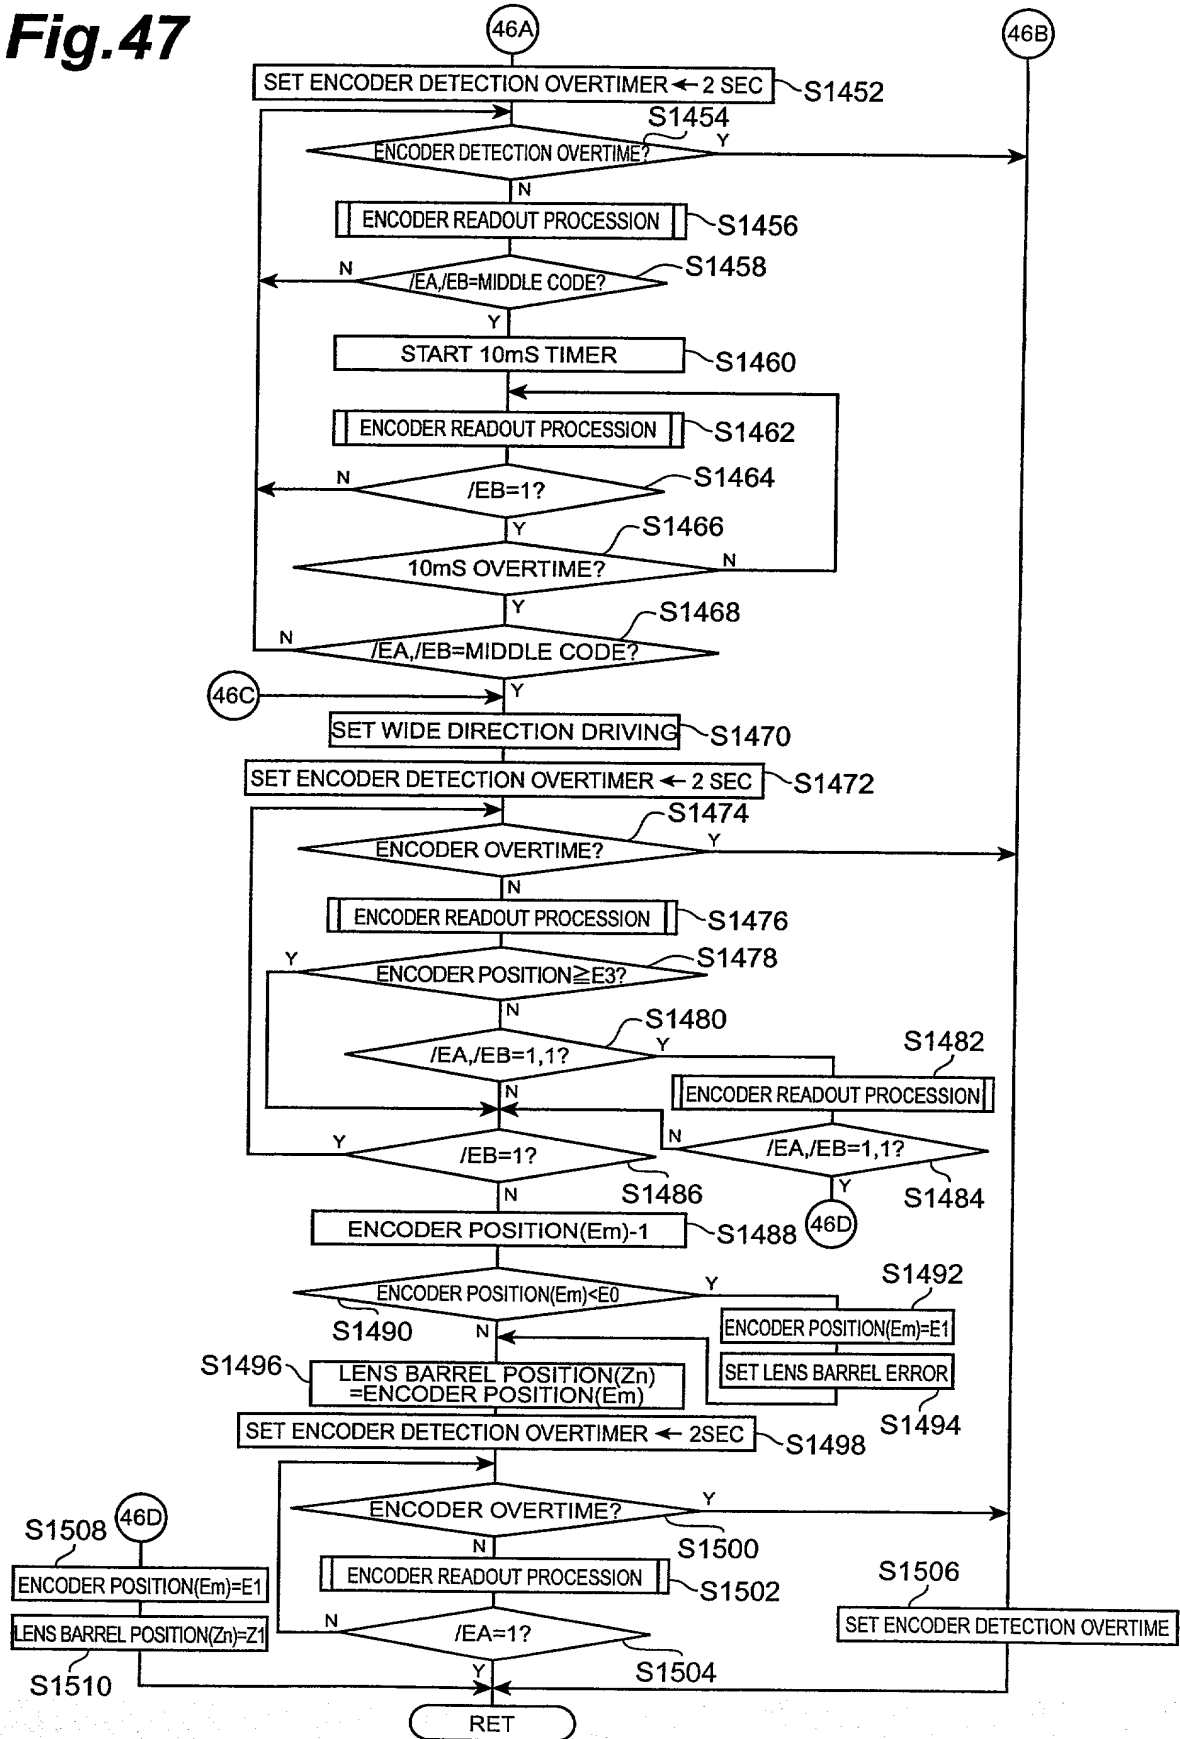 Fig.47
46A
46B
SET ENCODER DETECTION OVERTIMER ← 2 SEC
S1452
S1454
ENCODER DETECTION OVERTIME?
Y
N
ENCODER READOUT PROCESSION
S1456
/EA,/EB=MIDDLE CODE?
S1458
N
Y
START 10mS TIMER
S1460
ENCODER READOUT PROCESSION
S1462
N
/EB=1?
S1464
Y
S1466
10mS OVERTIME?
N
Y
S1468
N
/EA,/EB=MIDDLE CODE?
Y
46C
SET WIDE DIRECTION DRIVING
S1470
SET ENCODER DETECTION OVERTIMER ← 2 SEC
S1472
S1474
ENCODER OVERTIME?
Y
N
ENCODER READOUT PROCESSION
S1476
Y
ENCODER POSITION≧E3?
S1478
N
S1480
/EA,/EB=1,1?
Y
S1482
ENCODER READOUT PROCESSION
N
N
/EA,/EB=1,1?
S1484
Y
46D
Y
/EB=1?
S1486
N
ENCODER POSITION(Em)-1
S1488
ENCODER POSITION(Em)<E0
S1490
Y
S1492
ENCODER POSITION(Em)=E1
N
SET LENS BARREL ERROR
S1494
S1496
LENS BARREL POSITION(Zn)
=ENCODER POSITION(Em)
SET ENCODER DETECTION OVERTIMER ← 2SEC
S1498
ENCODER OVERTIME?
Y
S1500
N
ENCODER READOUT PROCESSION
S1502
N
/EA=1?
S1504
Y
46D
S1508
ENCODER POSITION(Em)=E1
LENS BARREL POSITION(Zn)=Z1
S1510
S1506
SET ENCODER DETECTION OVERTIME
RET